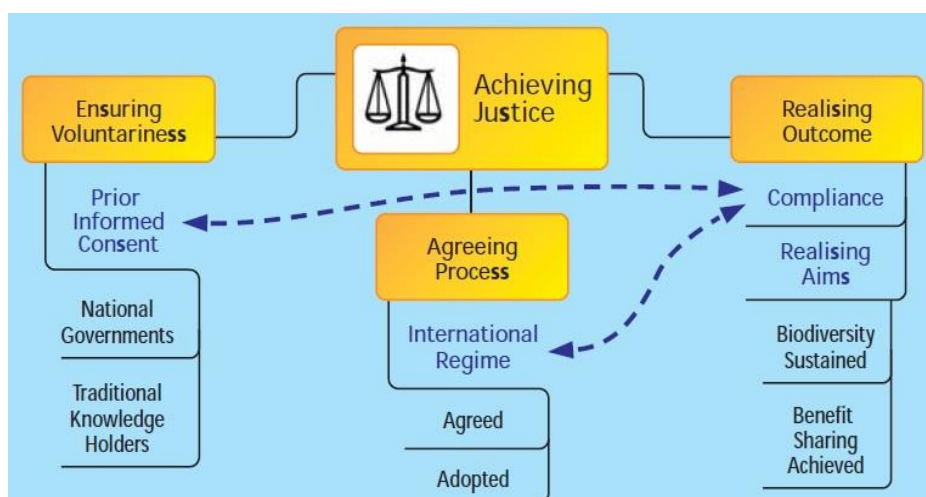 Achieving
Justice
Ensuring
Voluntariness
Prior
Informed
Consent
National
Governments
Traditional
Knowledge
Holders
Agreeing
Process
International
Regime
Agreed
Adopted
Realising
Outcome
Compliance
Realising
Aims
Biodiversity
Sustained
Benefit
Sharing
Achieved